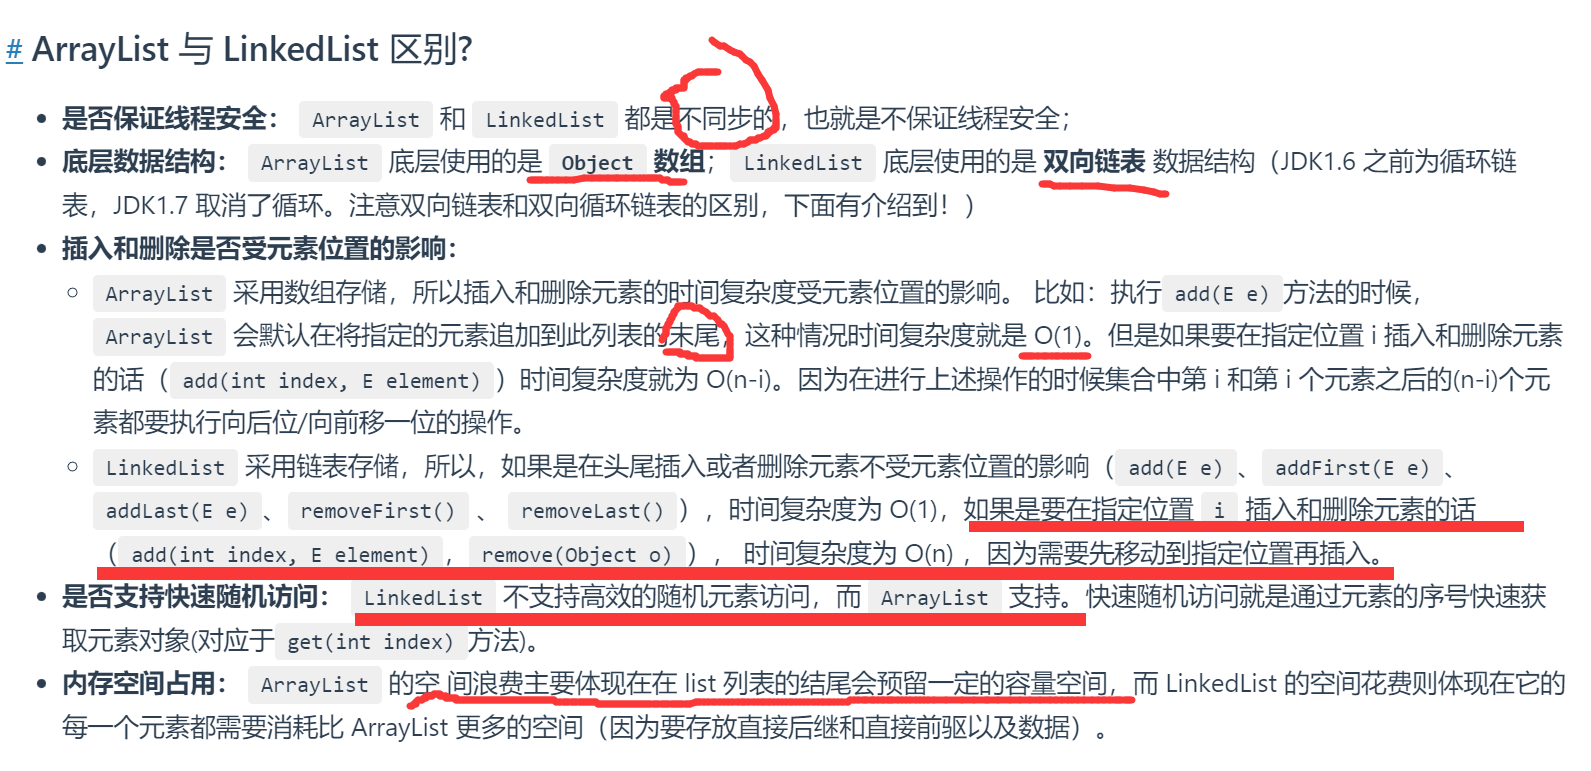 # ArrayList 与 LinkedList 区别?
• 是否保证线程安全： ArrayList 和 LinkedList 都是不同步的，也就是不保证线程安全；
• 底层数据结构： ArrayList 底层使用的是 Object 数组；LinkedList 底层使用的是 双向链表 数据结构（JDK1.6 之前为循环链
表，JDK1.7 取消了循环。注意双向链表和双向循环链表的区别，下面有介绍到！）
• 插入和删除是否受元素位置的影响：
◦ ArrayList 采用数组存储，所以插入和删除元素的时间复杂度受元素位置的影响。 比如：执行 add(E e) 方法的时候，
ArrayList 会默认在将指定的元素追加到此列表的末尾，这种情况时间复杂度就是 O(1)。但是如果要在指定位置 i 插入和删除元素
的话（ add(int index, E element) ）时间复杂度就为 O(n-i)。因为在进行上述操作的时候集合中第 i 和第 i 个元素之后的(n-i)个元
素都要执行向后位/向前移一位的操作。
◦ LinkedList 采用链表存储，所以，如果是在头尾插入或者删除元素不受元素位置的影响（ add(E e) 、 addFirst(E e) 、
addLast(E e) 、 removeFirst() 、 removeLast() ），时间复杂度为 O(1)，如果是要在指定位置 i 插入和删除元素的话
（ add(int index, E element) ， remove(Object o) ）， 时间复杂度为 O(n) ，因为需要先移动到指定位置再插入。
• 是否支持快速随机访问： LinkedList 不支持高效的随机元素访问，而 ArrayList 支持。快速随机访问就是通过元素的序号快速获
取元素对象(对应于 get(int index) 方法)。
• 内存空间占用： ArrayList 的空 间浪费主要体现在在 list 列表的结尾会预留一定的容量空间，而 LinkedList 的空间花费则体现在它的
每一个元素都需要消耗比 ArrayList 更多的空间（因为要存放直接后继和直接前驱以及数据）。